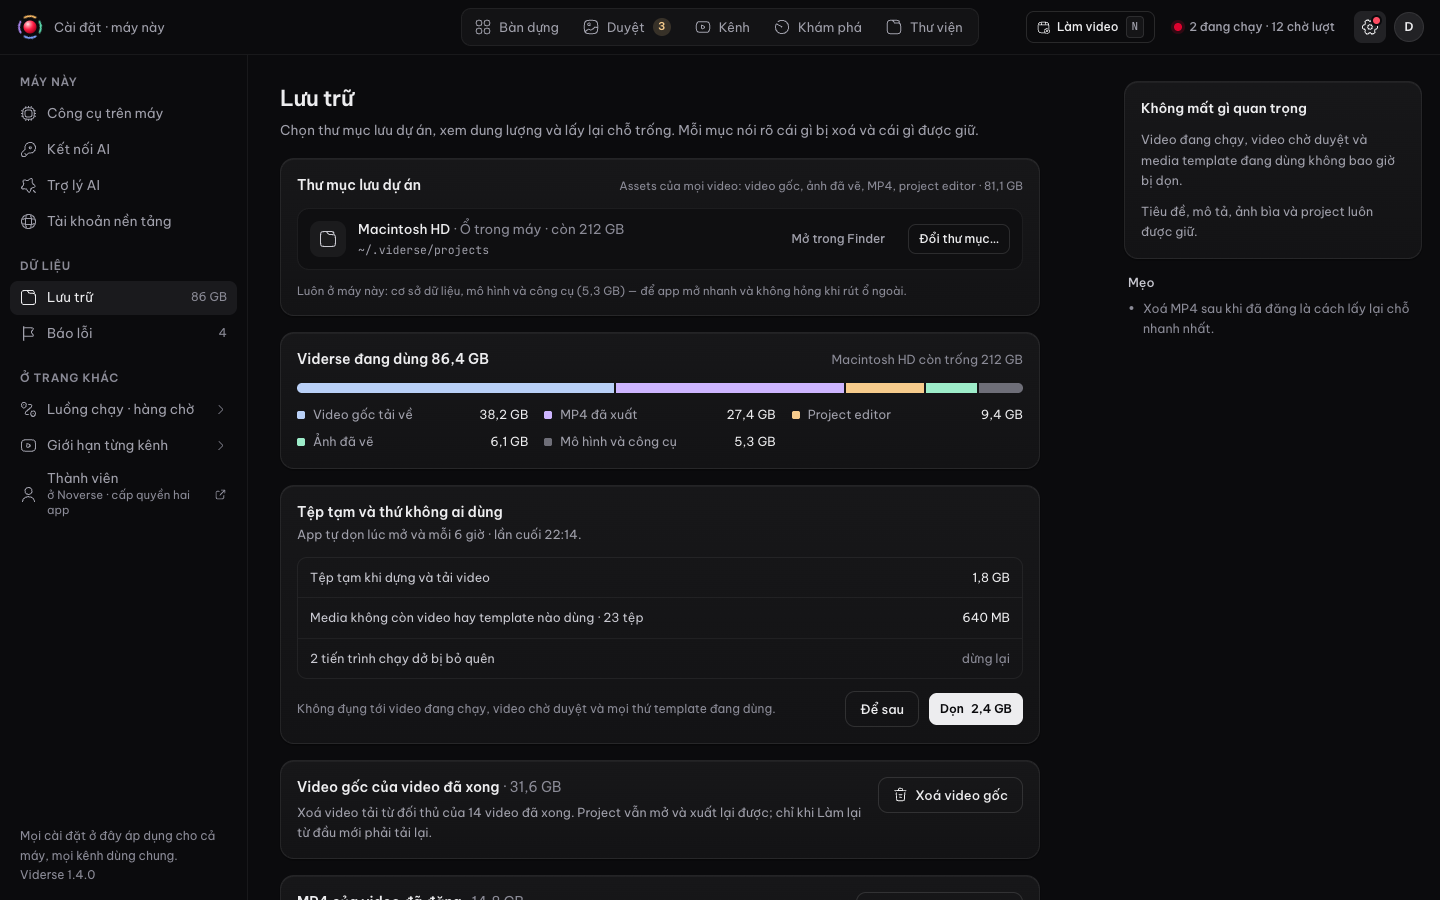 Cài đặt · máy này
Bàn dựng
Duyệt 3
Kênh
Khám phá
Thư viện
Làm video N
2 đang chạy · 12 chờ lượt
D
MÁY NÀY
Công cụ trên máy
Kết nối AI
Trợ lý AI
Tài khoản nền tảng
DỮ LIỆU
Lưu trữ 86 GB
Báo lỗi 4
Ở TRANG KHÁC
Luồng chạy · hàng chờ
Giới hạn từng kênh
Thành viên
ở Noverse · cấp quyền hai
app
Mọi cài đặt ở đây áp dụng cho cả
máy, mọi kênh dùng chung.
Viderse 1.4.0
Lưu trữ
Chọn thư mục lưu dự án, xem dung lượng và lấy lại chỗ trống. Mỗi mục nói rõ cái gì bị xoá và cái gì được giữ.
Thư mục lưu dự án
Assets của mọi video: video gốc, ảnh đã vẽ, MP4, project editor · 81,1 GB
Macintosh HD · Ổ trong máy · còn 212 GB
~/.viderse/projects
Mở trong Finder
Đổi thư mục...
Luôn ở máy này: cơ sở dữ liệu, mô hình và công cụ (5,3 GB) — để app mở nhanh và không hỏng khi rút ổ ngoài.
Viderse đang dùng 86,4 GB
Macintosh HD còn trống 212 GB
Video gốc tải về 38,2 GB
MP4 đã xuất 27,4 GB
Project editor 9,4 GB
Ảnh đã vẽ 6,1 GB
Mô hình và công cụ 5,3 GB
Tệp tạm và thứ không ai dùng
App tự dọn lúc mở và mỗi 6 giờ · lần cuối 22:14.
Tệp tạm khi dựng và tải video 1,8 GB
Media không còn video hay template nào dùng · 23 tệp 640 MB
2 tiến trình chạy dở bị bỏ quên dừng lại
Không đụng tới video đang chạy, video chờ duyệt và mọi thứ template đang dùng.
Để sau
Dọn 2,4 GB
Video gốc của video đã xong · 31,6 GB
Xoá video tải từ đối thủ của 14 video đã xong. Project vẫn mở và xuất lại được; chỉ khi Làm lại
từ đầu mới phải tải lại.
Xoá video gốc
MP4 của video đã đăng · 14,8 GB
Không mất gì quan trọng
Video đang chạy, video chờ duyệt và
media template đang dùng không bao giờ
bị dọn.
Tiêu đề, mô tả, ảnh bìa và project luôn
được giữ.
Mẹo
• Xoá MP4 sau khi đã đăng là cách lấy lại chỗ
nhanh nhất.